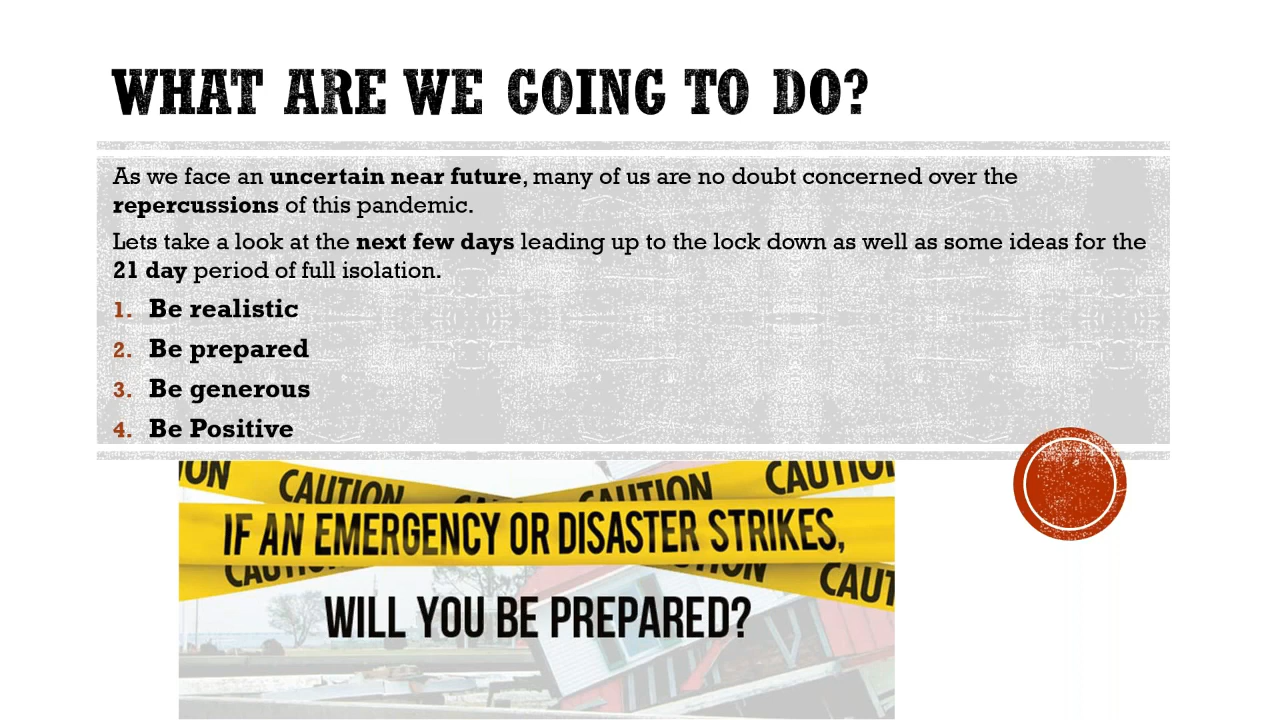 WHAT ARE WE GOING TO DO?
As we face an uncertain near future, many of us are no doubt concerned over the
repercussions of this pandemic.
Lets take a look at the next few days leading up to the lock down as well as some ideas for the
21 day period of full isolation.
1. Be realistic
2. Be prepared
3. Be generous
4. Be Positive
CAUTION CAUTION CAUTION
IF AN EMERGENCY OR DISASTER STRIKES,
WILL YOU BE PREPARED?